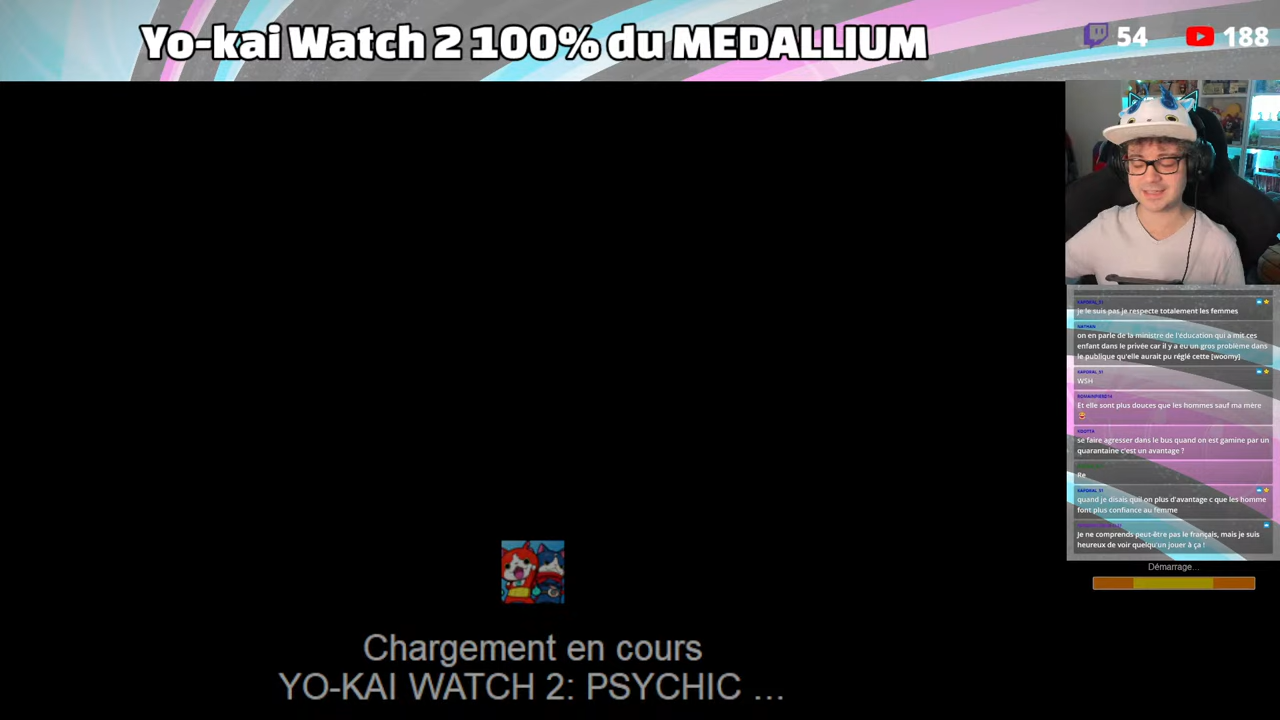 Yo-kai Watch 2 100% du MEDALLIUM
54
188
je le suis pas je respecte totalement les femmes
NATHAN
on en parle de la ministre de l'éducation qui a mit ces
enfant dans le privée car il y a eu un gros problème dans
le publique qu'elle aurait pu réglé cette [woomy]
WSH
Et elle sont plus douces que les hommes sauf ma mère
se faire agresser dans le bus quand on est gamine par un
quarantaine c'est un avantage ?
Re
quand je disais quil on plus d'avantage c que les homme
font plus confiance au femme
Je ne comprends peut-être pas le français, mais je suis
heureux de voir quelqu'un jouer à ça !
Démarrage...
Chargement en cours
YO-KAI WATCH 2: PSYCHIC ...